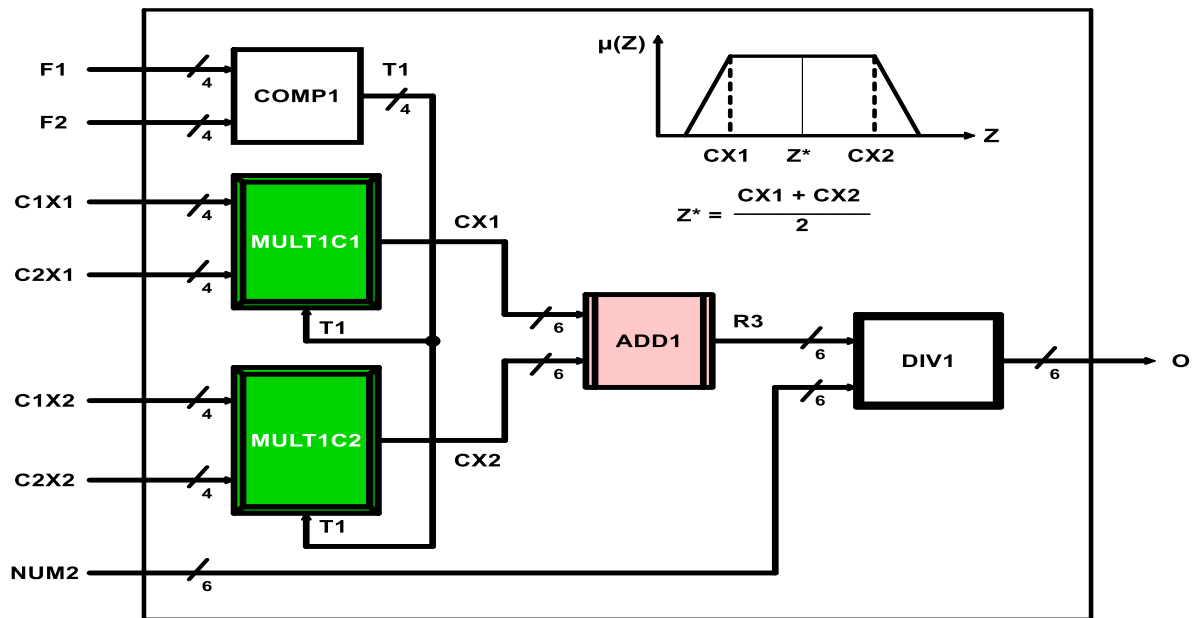 F1
4
F2
4
COMP1
T1
4
C1X1
4
C2X1
4
MULT1C1
T1
CX1
6
C1X2
4
C2X2
4
MULT1C2
T1
CX2
6
ADD1
R3
6
NUM2
6
6
DIV1
6
O
μ(Z)
CX1
Z*
CX2
Z
Z* = CX1 + CX2
2